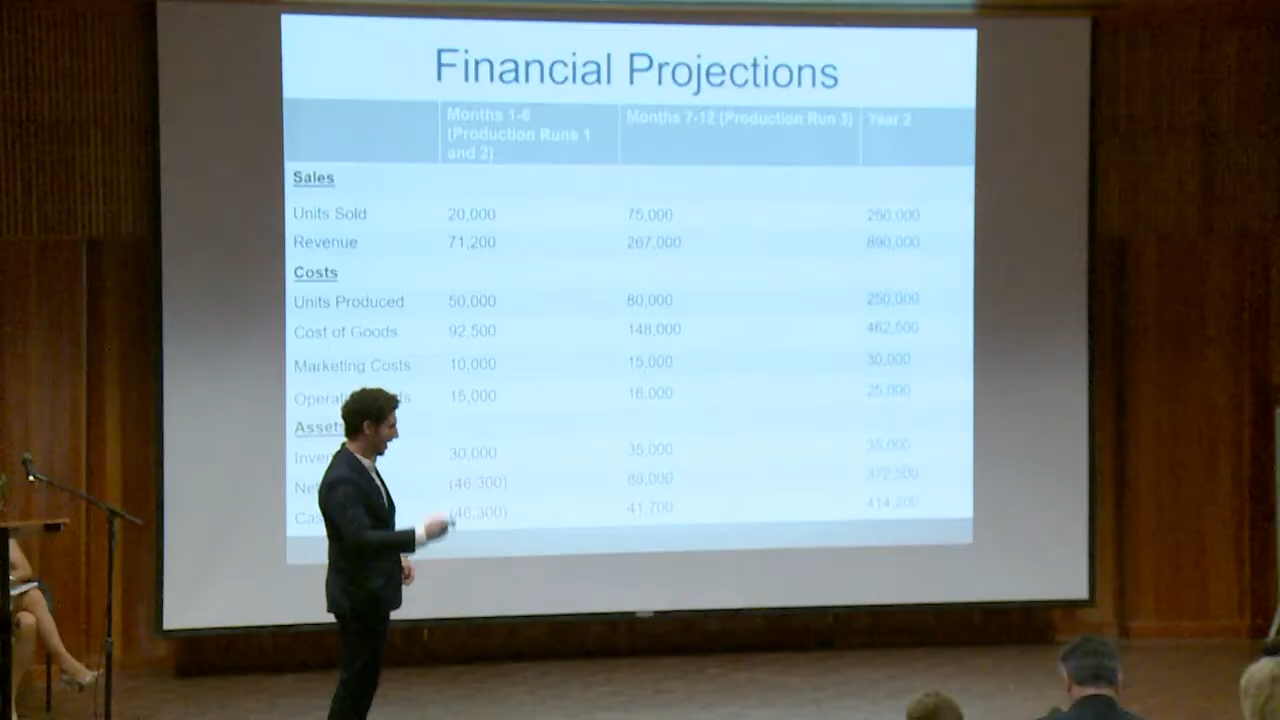 Financial Projections
Months 1-6 (Production Runs 1 and 2) Months 7-12 (Production Run 3) Year 2
Sales
Units Sold 20,000 75,000 250,000
Revenue 71,200 267,000 890,000
Costs
Units Produced 50,000 80,000 250,000
Cost of Goods 92,500 148,000 462,500
Marketing Costs 10,000 15,000 30,000
15,000 16,000 25,000
30,000 35,000 35,000
(46,300) 88,000 372,500
(46,300) 41,700 414,200